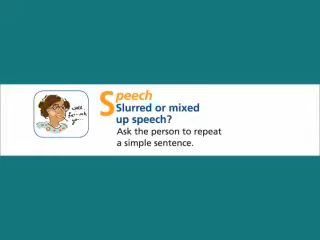 Speech
Slurred or mixed
up speech?
Ask the person to repeat
a simple sentence.